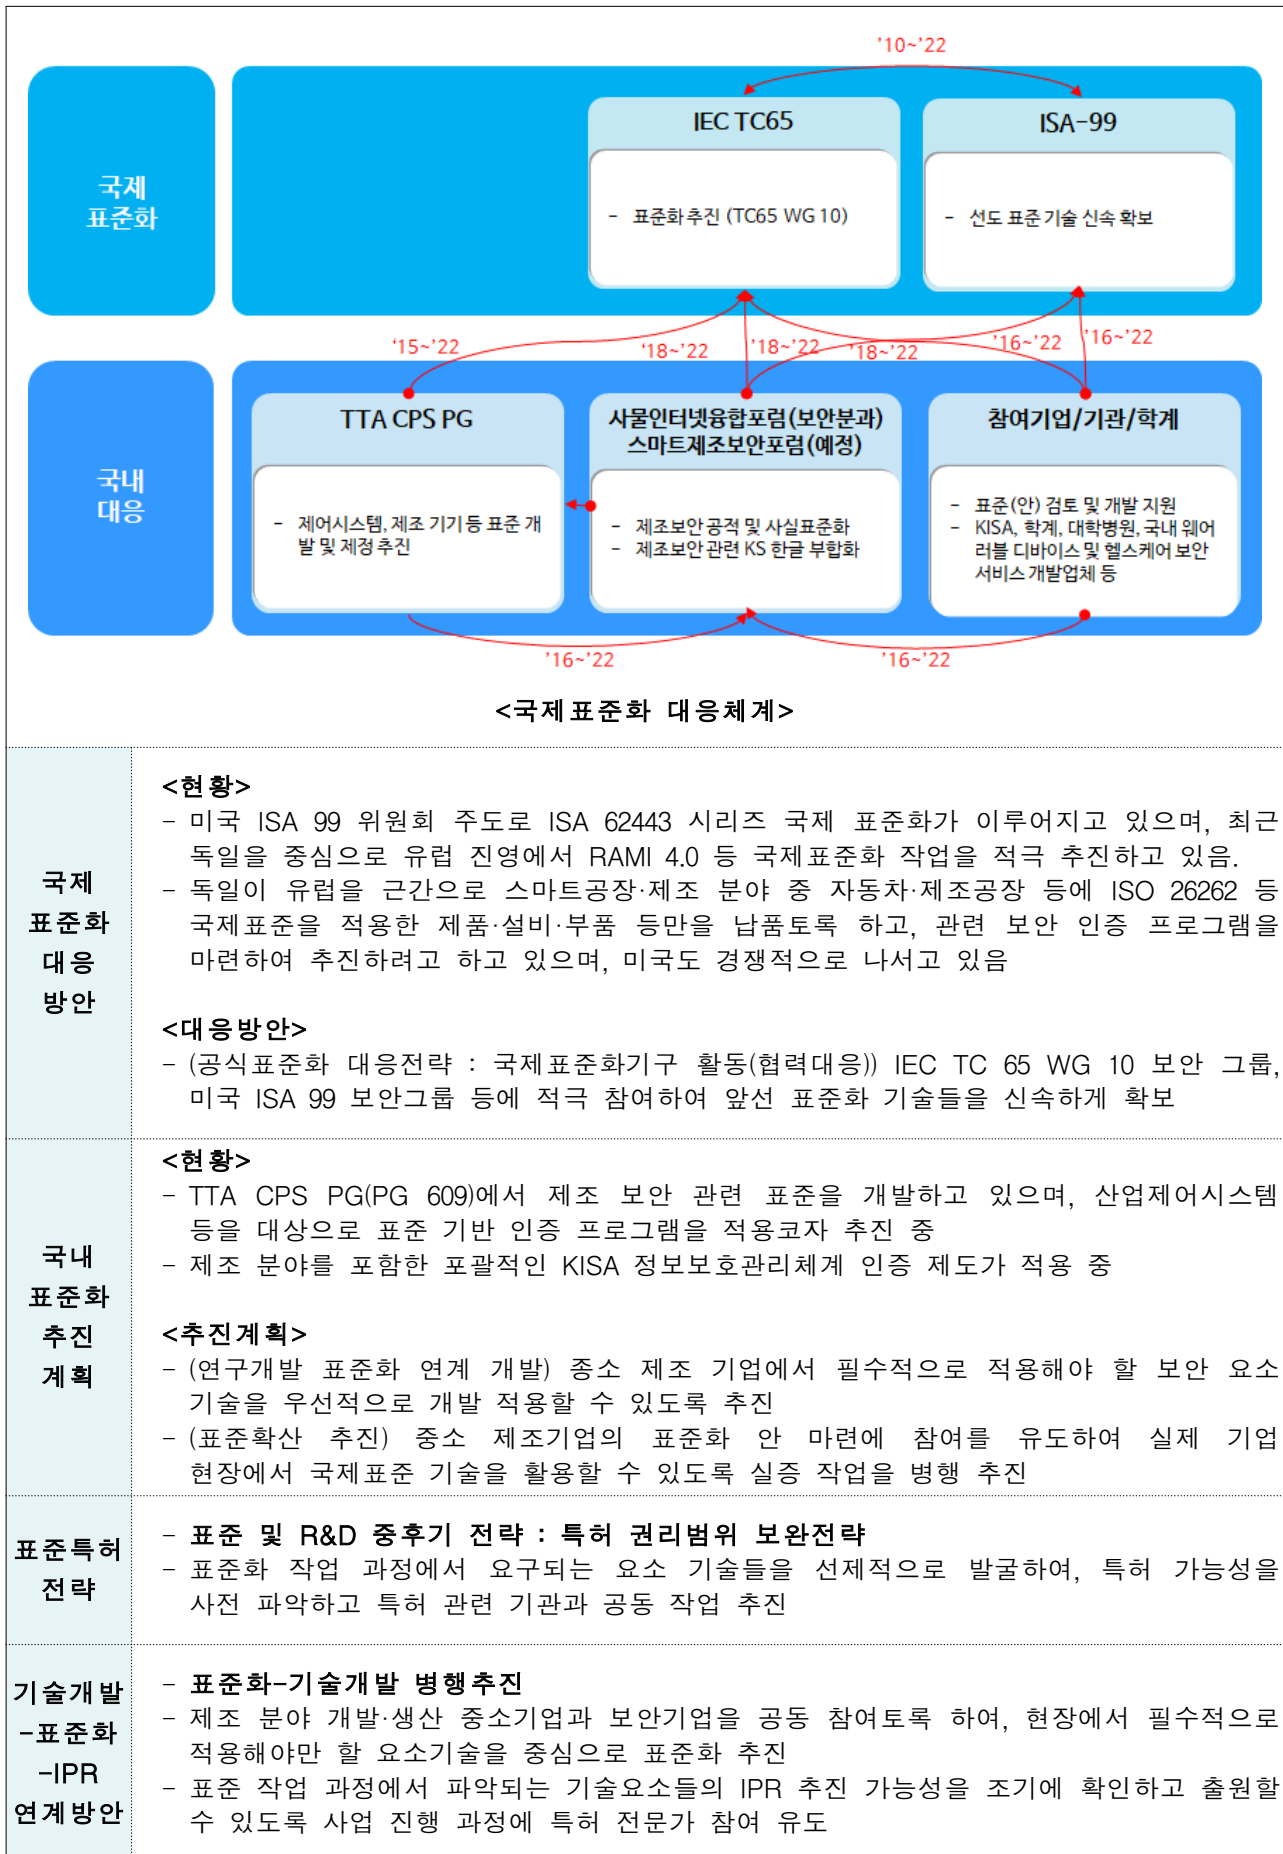 ’10~’22
국제
표준화
IEC TC65
- 표준화 추진 (TC65 WG 10)
ISA-99
- 선도 표준 기술 신속 확보
‘15~’22
‘18~’22
‘18~’22
‘18~’22
’16~’22
’16~’22
국내
대응
TTA CPS PG
- 제어시스템, 제조 기기 등 표준 개
발 및 제정 추진
사물인터넷융합포럼(보안분과)
스마트제조보안포럼(예정)
- 제조보안 공적 및 사실표준화
- 제조보안 관련 KS 한글 부합화
참여기업/기관/학계
- 표준(안) 검토 및 개발 지원
- KISA, 학계, 대학병원, 국내 웨어
러블 디바이스 및 헬스케어 보안
서비스 개발업체 등
’16~’22
’16~’22
<국제표준화 대응체계>
국제
표준화
대응
방안
<현황>
- 미국 ISA 99 위원회 주도로 ISA 62443 시리즈 국제 표준화가 이루어지고 있으며, 최근
독일을 중심으로 유럽 진영에서 RAMI 4.0 등 국제표준화 작업을 적극 추진하고 있음.
- 독일이 유럽을 근간으로 스마트공장·제조 분야 중 자동차·제조공장 등에 ISO 26262 등
국제표준을 적용한 제품·설비·부품 등만을 납품토록 하고, 관련 보안 인증 프로그램을
마련하여 추진하려고 하고 있으며, 미국도 경쟁적으로 나서고 있음
<대응방안>
- (공식표준화 대응전략 : 국제표준화기구 활동(협력대응)) IEC TC 65 WG 10 보안 그룹,
미국 ISA 99 보안그룹 등에 적극 참여하여 앞선 표준화 기술들을 신속하게 확보
국내
표준화
추진
계획
<현황>
- TTA CPS PG(PG 609)에서 제조 보안 관련 표준을 개발하고 있으며, 산업제어시스템
등을 대상으로 표준 기반 인증 프로그램을 적용코자 추진 중
- 제조 분야를 포함한 포괄적인 KISA 정보보호관리체계 인증 제도가 적용 중
<추진계획>
- (연구개발 표준화 연계 개발) 종소 제조 기업에서 필수적으로 적용해야 할 보안 요소
기술을 우선적으로 개발 적용할 수 있도록 추진
- (표준확산 추진) 중소 제조기업의 표준화 안 마련에 참여를 유도하여 실제 기업
현장에서 국제표준 기술을 활용할 수 있도록 실증 작업을 병행 추진
표준특허
전략
- 표준 및 R&D 중후기 전략 : 특허 권리범위 보완전략
- 표준화 작업 과정에서 요구되는 요소 기술들을 선제적으로 발굴하여, 특허 가능성을
사전 파악하고 특허 관련 기관과 공동 작업 추진
기술개발
-표준화
-IPR
연계방안
- 표준화-기술개발 병행추진
- 제조 분야 개발·생산 중소기업과 보안기업을 공동 참여토록 하여, 현장에서 필수적으로
적용해야만 할 요소기술을 중심으로 표준화 추진
- 표준 작업 과정에서 파악되는 기술요소들의 IPR 추진 가능성을 조기에 확인하고 출원할
수 있도록 사업 진행 과정에 특허 전문가 참여 유도